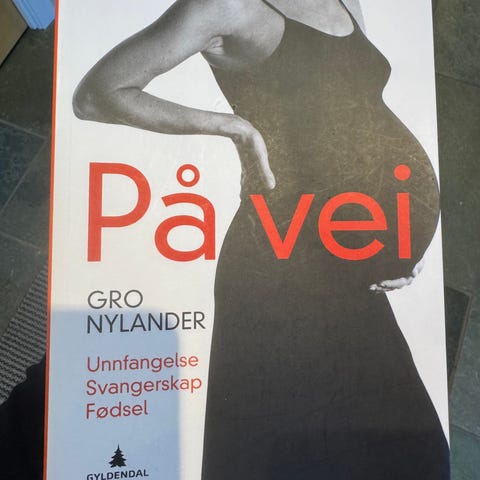 På vei
GRO
NYLANDER
Unnfangelse
Svangerskap
Fødsel
GYLDENDAL